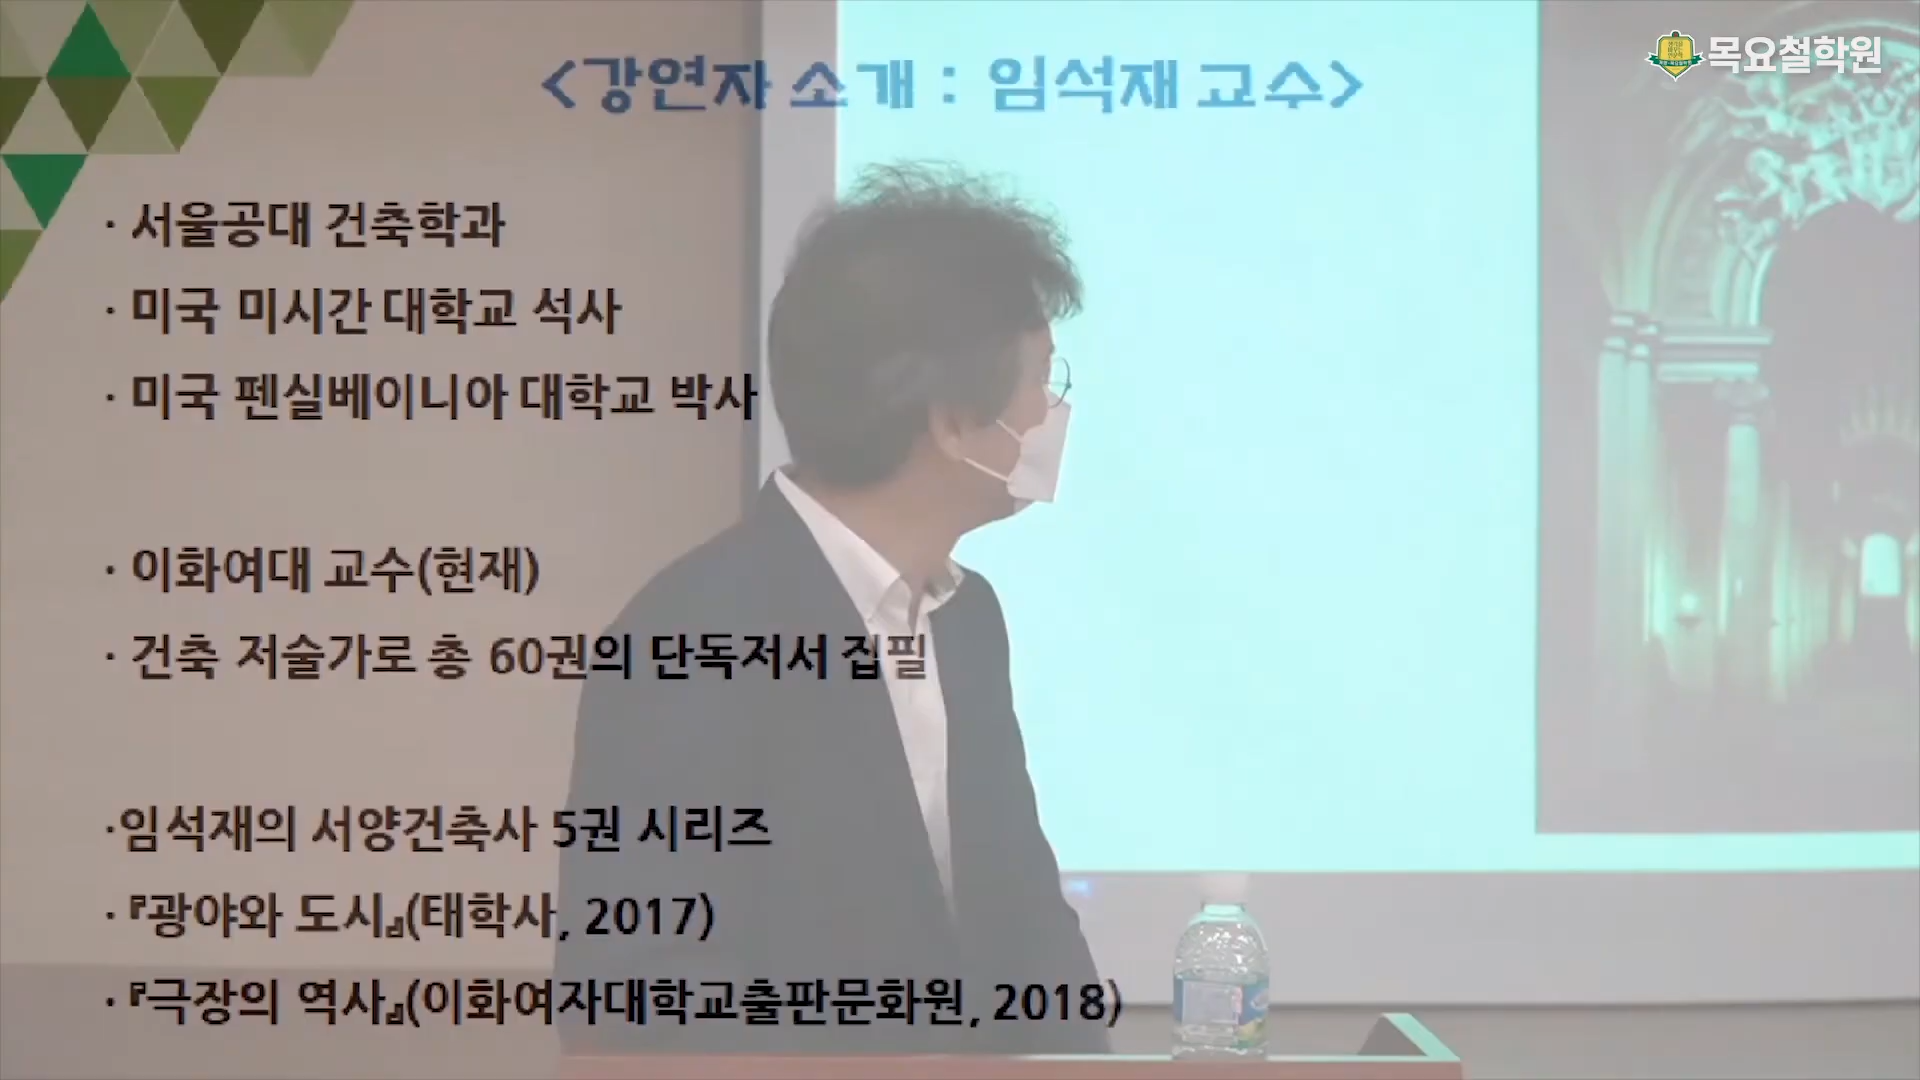 목요철학원
<강연자 소개 : 임석재 교수>
· 서울공대 건축학과
· 미국 미시간 대학교 석사
· 미국 펜실베이니아 대학교 박사
· 이화여대 교수(현재)
· 건축 저술가로 총 60권의 단독저서 집필
·임석재의 서양건축사 5권 시리즈
· 『광야와 도시』(태학사, 2017)
· 『극장의 역사』(이화여자대학교출판문화원, 2018)